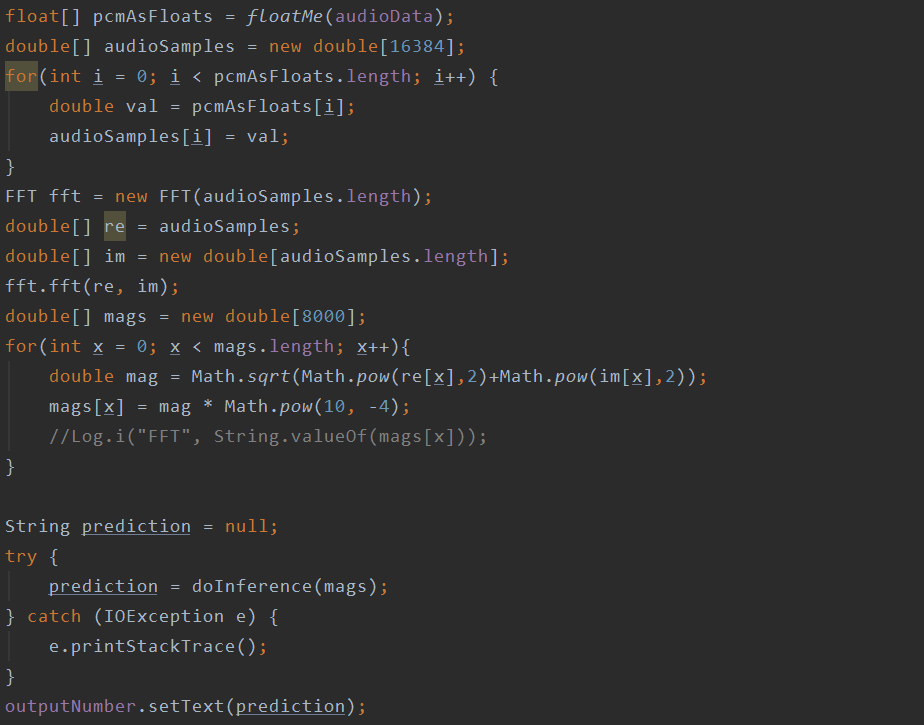 float[] pcmAsFloats = floatMe(audioData);
double[] audioSamples = new double[16384];
for(int i = 0; i < pcmAsFloats.length; i++) {
    double val = pcmAsFloats[i];
    audioSamples[i] = val;
}
FFT fft = new FFT(audioSamples.length);
double[] re = audioSamples;
double[] im = new double[audioSamples.length];
fft.fft(re, im);
double[] mags = new double[8000];
for(int x = 0; x < mags.length; x++){
    double mag = Math.sqrt(Math.pow(re[x],2)+Math.pow(im[x],2));
    mags[x] = mag * Math.pow(10, -4);
    //Log.i("FFT", String.valueOf(mags[x]));
}
String prediction = null;
try {
    prediction = doInference(mags);
} catch (IOException e) {
    e.printStackTrace();
}
outputNumber.setText(prediction);